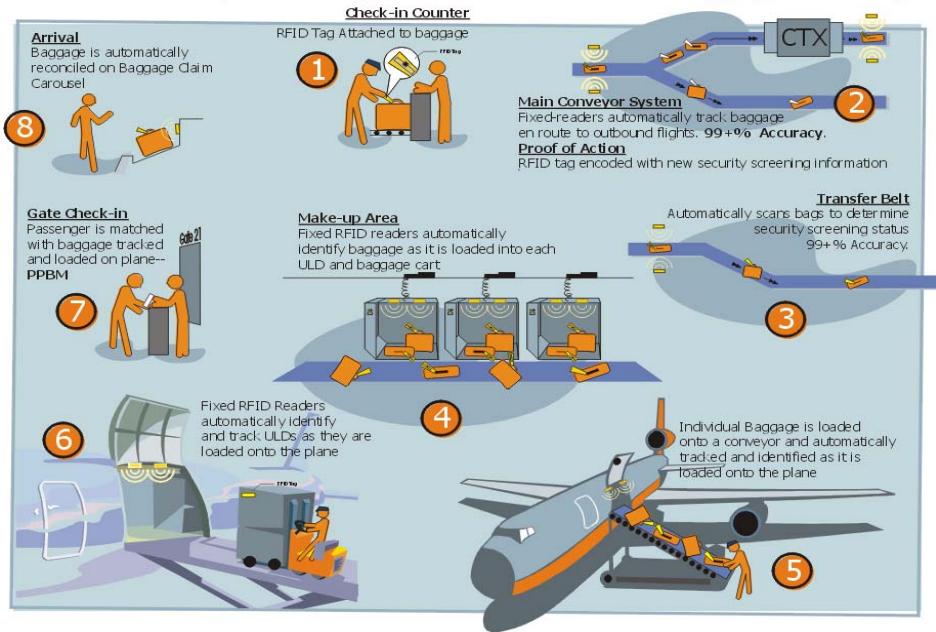 Check-in Counter
RFID Tag Attached to baggage
RFID Tag
1
CTX
2
Main Conveyor System
Fixed-readers automatically track baggage
en route to outbound flights. 99+% Accuracy.
Proof of Action
RFID tag encoded with new security screening information
Transfer Belt
Automatically scans bags to determine
security screening status
99+% Accuracy.
3
Make-up Area
Fixed RFID readers automatically
identify baggage as it is loaded into each
ULD and baggage cart
4
Individual Baggage is loaded
onto a conveyor and automatically
tracked and identified as it is
loaded onto the plane
5
Fixed RFID Readers
automatically identify
and track ULDs as they are
loaded onto the plane
6
RFID Tag
Gate Check-in
Passenger is matched
with baggage tracked
and loaded on plane--
PPBM
Gate 21
7
Arrival
Baggage is automatically
reconciled on Baggage Claim
Carousel
8